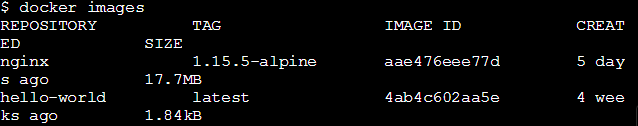 $ docker images
REPOSITORY TAG IMAGE ID CREAT
ED SIZE
nginx 1.15.5-alpine aae476eee77d 5 day
s ago 17.7MB
hello-world latest 4ab4c602aa5e 4 wee
ks ago 1.84kB